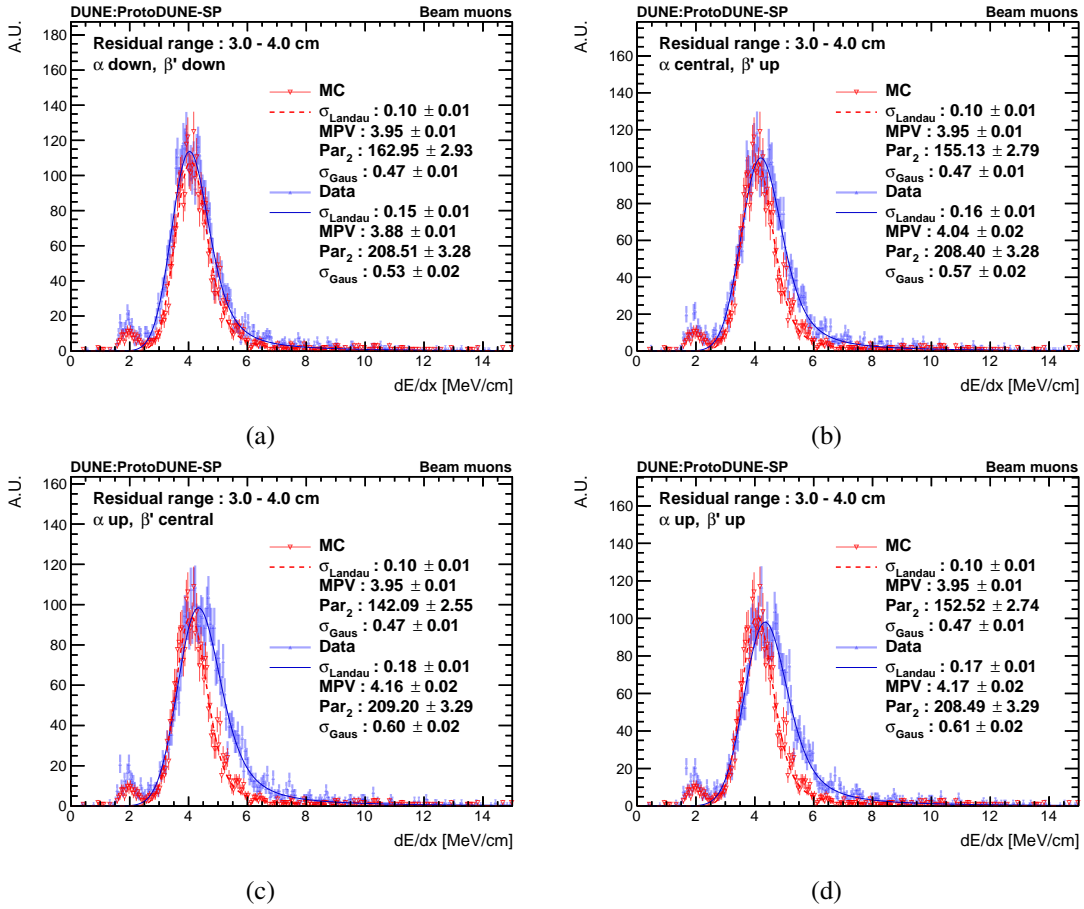 DUNE:ProtoDUNE-SP Beam muons
A.U.
Residual range : 3.0 - 4.0 cm
α down, β' down
MC
σLandau : 0.10 ± 0.01
MPV : 3.95 ± 0.01
Par2 : 162.95 ± 2.93
σGaus : 0.47 ± 0.01
Data
σLandau : 0.15 ± 0.01
MPV : 3.88 ± 0.01
Par2 : 208.51 ± 3.28
σGaus : 0.53 ± 0.02
180
160
140
120
100
80
60
40
20
0
0 2 4 6 8 10 12 14
dE/dx [MeV/cm]
(a)
DUNE:ProtoDUNE-SP Beam muons
A.U.
Residual range : 3.0 - 4.0 cm
α central, β' up
MC
σLandau : 0.10 ± 0.01
MPV : 3.95 ± 0.01
Par2 : 155.13 ± 2.79
σGaus : 0.47 ± 0.01
Data
σLandau : 0.16 ± 0.01
MPV : 4.04 ± 0.02
Par2 : 208.40 ± 3.28
σGaus : 0.57 ± 0.02
160
140
120
100
80
60
40
20
0
0 2 4 6 8 10 12 14
dE/dx [MeV/cm]
(b)
DUNE:ProtoDUNE-SP Beam muons
A.U.
Residual range : 3.0 - 4.0 cm
α up, β' central
MC
σLandau : 0.10 ± 0.01
MPV : 3.95 ± 0.01
Par2 : 142.09 ± 2.55
σGaus : 0.47 ± 0.01
Data
σLandau : 0.18 ± 0.01
MPV : 4.16 ± 0.02
Par2 : 209.20 ± 3.29
σGaus : 0.60 ± 0.02
160
140
120
100
80
60
40
20
0
0 2 4 6 8 10 12 14
dE/dx [MeV/cm]
(c)
DUNE:ProtoDUNE-SP Beam muons
A.U.
Residual range : 3.0 - 4.0 cm
α up, β' up
MC
σLandau : 0.10 ± 0.01
MPV : 3.95 ± 0.01
Par2 : 152.52 ± 2.74
σGaus : 0.47 ± 0.01
Data
σLandau : 0.17 ± 0.01
MPV : 4.17 ± 0.02
Par2 : 208.49 ± 3.29
σGaus : 0.61 ± 0.02
160
140
120
100
80
60
40
20
0
0 2 4 6 8 10 12 14
dE/dx [MeV/cm]
(d)